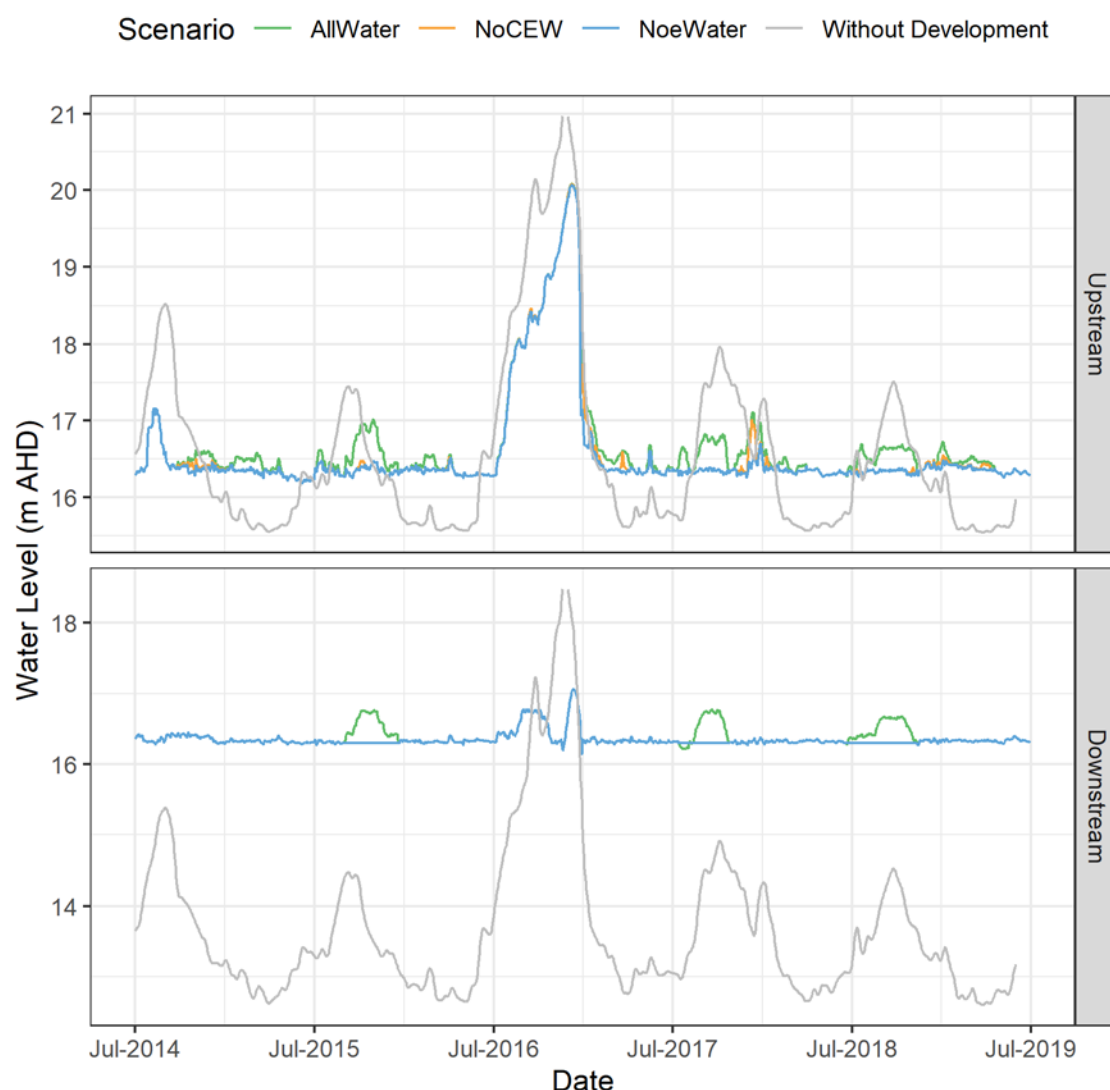 Scenario AllWater NoCEW NoeWater Without Development
21
20
19
18
17
16
Upstream
Water Level (m AHD)
18
16
14
Downstream
Jul-2014 Jul-2015 Jul-2016 Jul-2017 Jul-2018 Jul-2019
Date